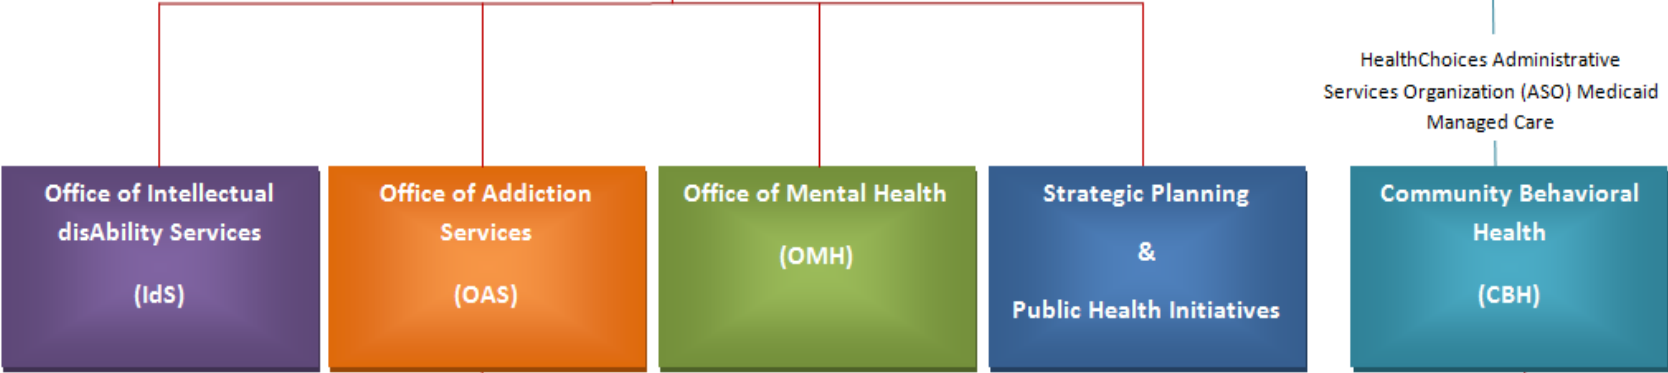 HealthChoices Administrative
Services Organization (ASO) Medicaid
Managed Care
Office of Intellectual
disAbility Services
(IdS)
Office of Addiction
Services
(OAS)
Office of Mental Health
(OMH)
Strategic Planning
&
Public Health Initiatives
Community Behavioral
Health
(CBH)